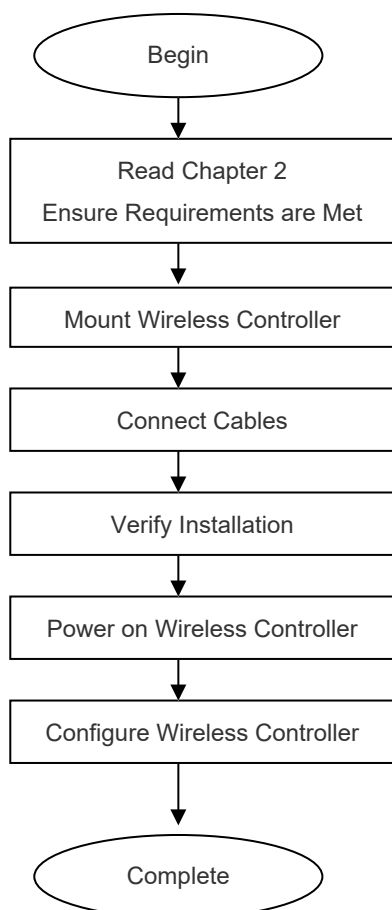 Begin
Read Chapter 2
Ensure Requirements are Met
Mount Wireless Controller
Connect Cables
Verify Installation
Power on Wireless Controller
Configure Wireless Controller
Complete